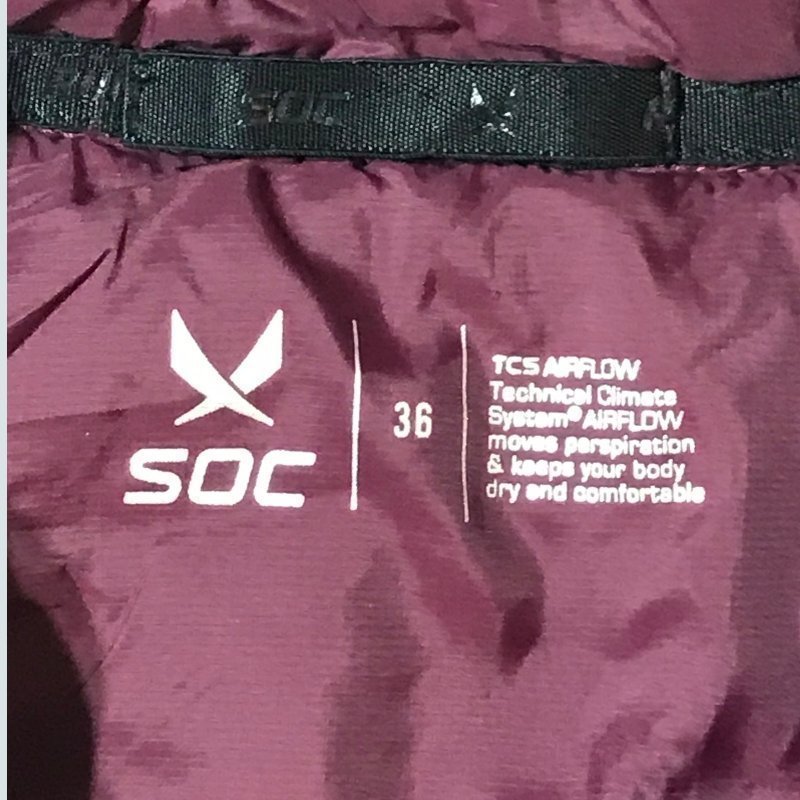 SOC
SOC
36
TCS AIRFLOW
Technical Climate
System® AIRFLOW
moves perspiration
& keeps your body
dry and comfortable